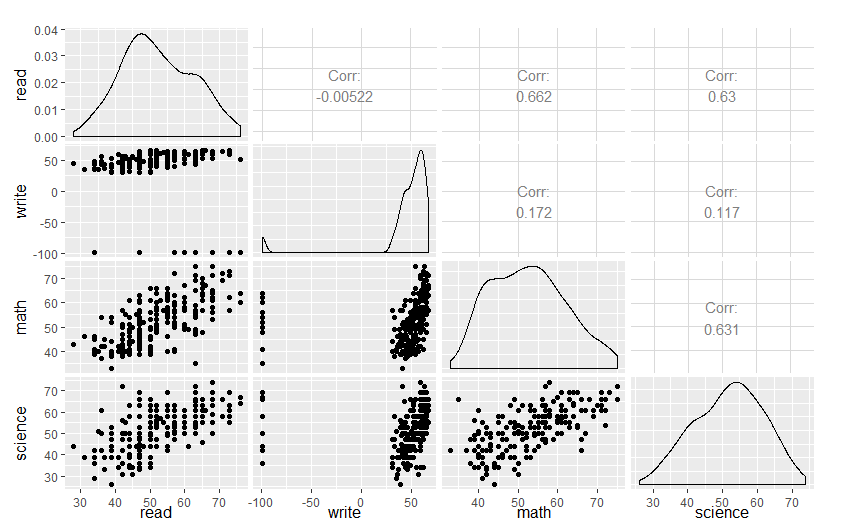 read
0.04
0.03
0.02
0.01
0.00
Corr:
-0.00522
Corr:
0.662
Corr:
0.63
write
50
0
-50
-100
Corr:
0.172
Corr:
0.117
math
70
60
50
40
Corr:
0.631
science
70
60
50
40
30
30 40 50 60 70
-100 -50 0 50
40 50 60 70
30 40 50 60 70
read write math science